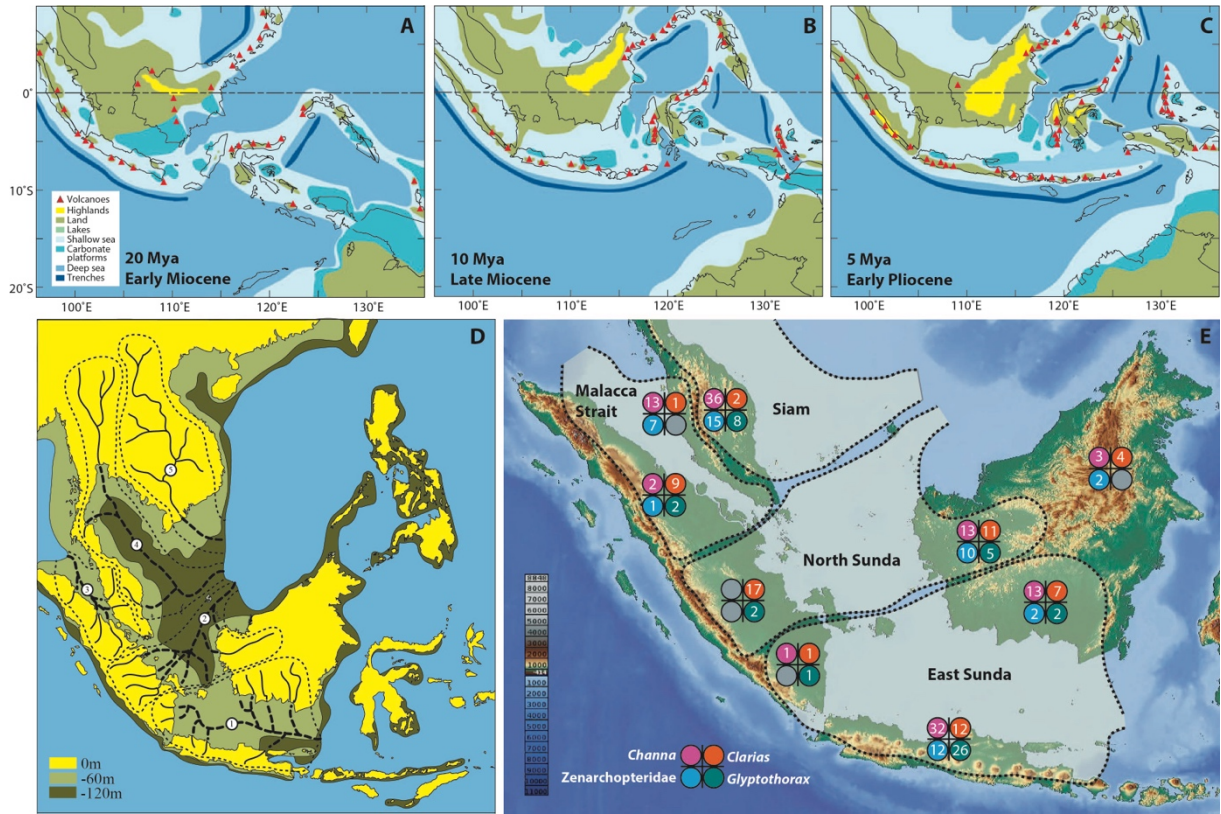 A
B
C
0°
10°S
20°S
100°E
110°E
120°E
130°E
100°E
110°E
120°E
130°E
100°E
110°E
120°E
130°E
Volcanoes
Highlands
Land
Lakes
Shallow sea
Carbonate
platforms
Deep sea
Trenches
20 Mya
Early Miocene
10 Mya
Late Miocene
5 Mya
Early Pliocene
D
5
4
3
2
1
0m
-60m
-120m
E
Malacca
Strait
Siam
13 1
7
36 2
15 8
2 9
1 2
3 4
2
13 11
10 5
North Sunda
17
2
13 7
2 2
1 1
1
East Sunda
32 12
12 26
Channa Clarias
Zenarchopteridae Glyptothorax